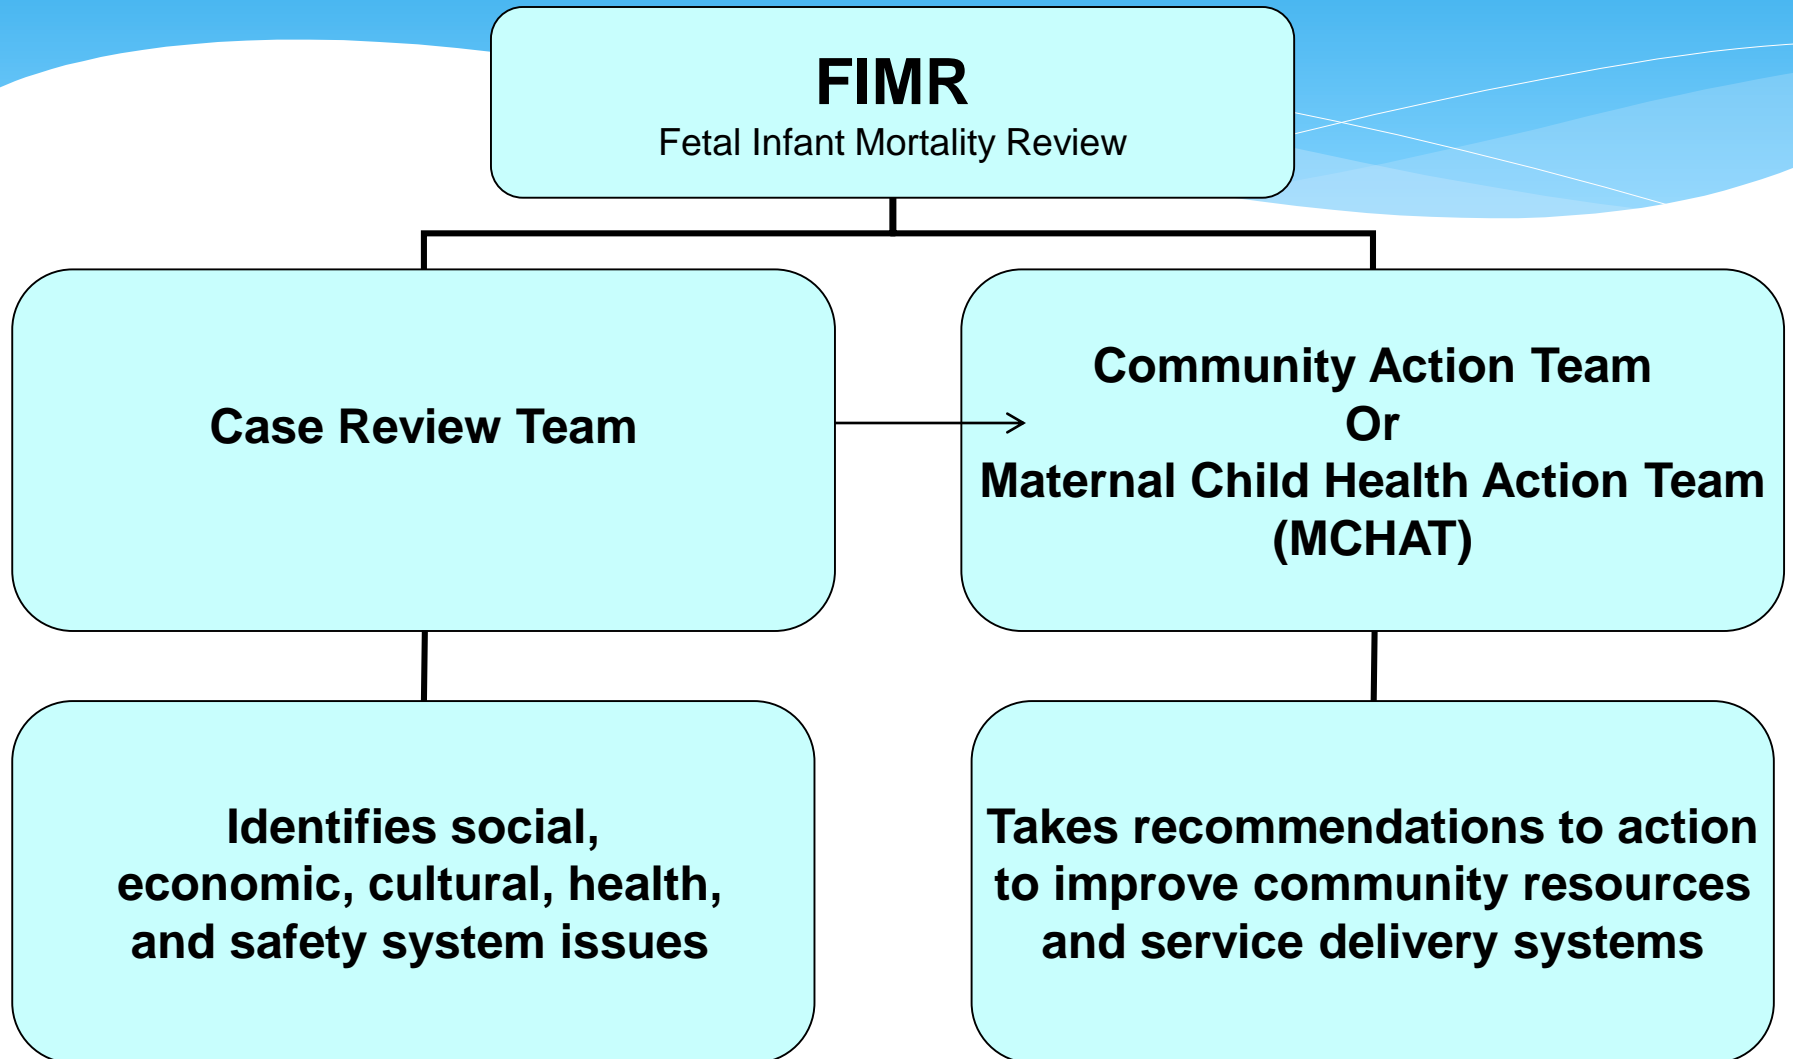 FIMR
Fetal Infant Mortality Review
Case Review Team
Community Action Team
Or
Maternal Child Health Action Team
(MCHAT)
Identifies social,
economic, cultural, health,
and safety system issues
Takes recommendations to action
to improve community resources
and service delivery systems